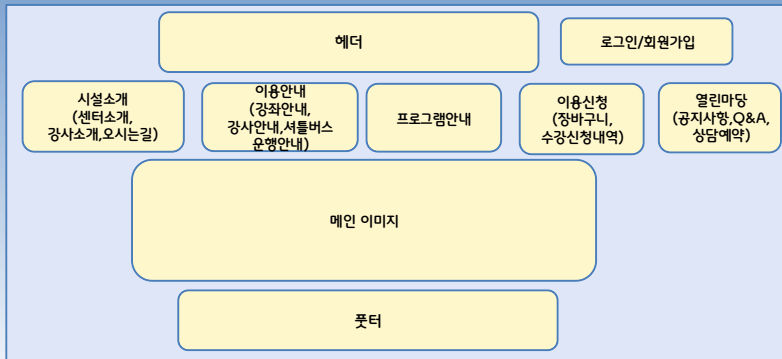 헤더
로그인/회원가입
시설소개
(센터소개,
강사소개,오시는길)
이용안내
(강좌안내,
강사안내,셔틀버스
운행안내)
프로그램안내
이용신청
(장바구니,
수강신청내역)
열린마당
(공지사항,Q&A,
상담예약)
메인 이미지
풋터